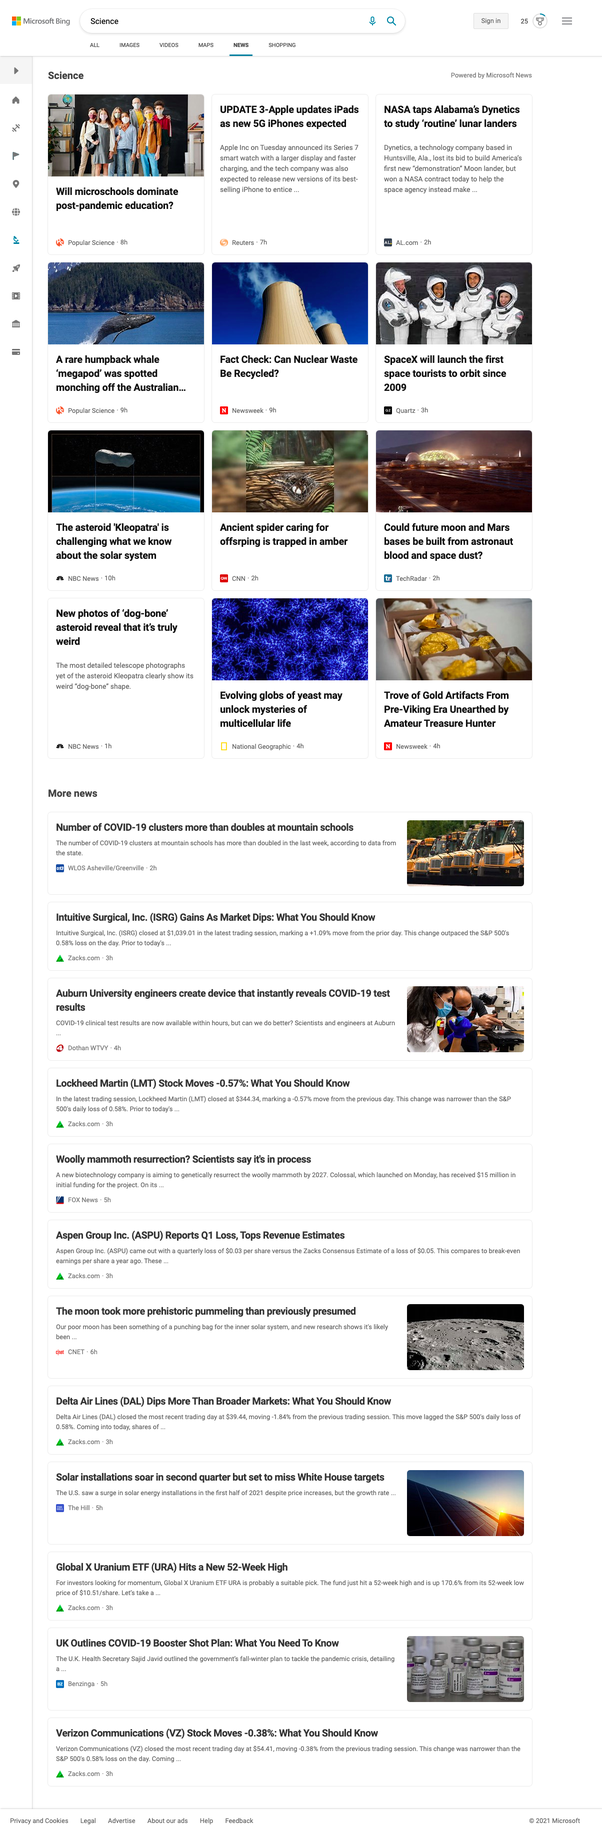 Microsoft Bing
Science
Sign in
25
ALL
IMAGES
VIDEOS
MAPS
NEWS
SHOPPING
Science
Powered by Microsoft News
Will microschools dominate
post-pandemic education?
Popular Science · 8h
UPDATE 3-Apple updates iPads
as new 5G iPhones expected
Apple Inc on Tuesday announced its Series 7
smart watch with a larger display and faster
charging, and the tech company was also
expected to release new versions of its best-
selling iPhone to entice ...
Reuters · 7h
NASA taps Alabama's Dynetics
to study 'routine' lunar landers
Dynetics, a technology company based in
Huntsville, Ala., lost its bid to build America's
first new "demonstration" Moon lander, but
won a NASA contract today to help the
space agency instead make ...
AL.com · 2h
A rare humpback whale
'megapod' was spotted
monching off the Australian...
Popular Science · 9h
Fact Check: Can Nuclear Waste
Be Recycled?
Newsweek · 9h
SpaceX will launch the first
space tourists to orbit since
2009
Quartz · 3h
The asteroid 'Kleopatra' is
challenging what we know
about the solar system
NBC News · 10h
Ancient spider caring for
offsrping is trapped in amber
CNN · 2h
Could future moon and Mars
bases be built from astronaut
blood and space dust?
TechRadar · 2h
New photos of 'dog-bone'
asteroid reveal that it's truly
weird
The most detailed telescope photographs
yet of the asteroid Kleopatra clearly show its
weird "dog-bone" shape.
NBC News · 1h
Evolving globs of yeast may
unlock mysteries of
multicellular life
National Geographic · 4h
Trove of Gold Artifacts From
Pre-Viking Era Unearthed by
Amateur Treasure Hunter
Newsweek · 4h
More news
Number of COVID-19 clusters more than doubles at mountain schools
The number of COVID-19 clusters at mountain schools has more than doubled in the last week, according to data from
the state.
WLOS Asheville/Greenville · 2h
Intuitive Surgical, Inc. (ISRG) Gains As Market Dips: What You Should Know
Intuitive Surgical, Inc. (ISRG) closed at $1,039.01 in the latest trading session, marking a +1.09% move from the prior day. This change outpaced the S&P 500's
0.58% loss on the day. Prior to today's ...
Zacks.com · 3h
Auburn University engineers create device that instantly reveals COVID-19 test
results
COVID-19 clinical test results are now available within hours, but can we do better? Scientists and engineers at Auburn
...
Dothan WTVY · 4h
Lockheed Martin (LMT) Stock Moves -0.57%: What You Should Know
In the latest trading session, Lockheed Martin (LMT) closed at $344.34, marking a -0.57% move from the previous day. This change was narrower than the S&P
500's daily loss of 0.58%. Prior to today's ...
Zacks.com · 3h
Woolly mammoth resurrection? Scientists say it's in process
A new biotechnology company is aiming to genetically resurrect the woolly mammoth by 2027. Colossal, which launched on Monday, has received $15 million in
initial funding for the project. On its ...
FOX News · 5h
Aspen Group Inc. (ASPU) Reports Q1 Loss, Tops Revenue Estimates
Aspen Group Inc. (ASPU) came out with a quarterly loss of $0.03 per share versus the Zacks Consensus Estimate of a loss of $0.05. This compares to break-even
earnings per share a year ago. These ...
Zacks.com · 3h
The moon took more prehistoric pummeling than previously presumed
Our poor moon has been something of a punching bag for the inner solar system, and new research shows it's likely
been ...
CNET · 6h
Delta Air Lines (DAL) Dips More Than Broader Markets: What You Should Know
Delta Air Lines (DAL) closed the most recent trading day at $39.44, moving -1.84% from the previous trading session. This move lagged the S&P 500's daily loss of
0.58%. Coming into today, shares of ...
Zacks.com · 3h
Solar installations soar in second quarter but set to miss White House targets
The U.S. saw a surge in solar energy installations in the first half of 2021 despite price increases, but the growth rate ...
The Hill · 5h
Global X Uranium ETF (URA) Hits a New 52-Week High
For investors looking for momentum, Global X Uranium ETF URA is probably a suitable pick. The fund just hit a 52-week high and is up 170.6% from its 52-week low
price of $10.51/share. Let's take a ...
Zacks.com · 3h
UK Outlines COVID-19 Booster Shot Plan: What You Need To Know
The U.K. Health Secretary Sajid Javid outlined the government's fall-winter plan to tackle the pandemic crisis, detailing
a ...
Benzinga · 5h
Verizon Communications (VZ) Stock Moves -0.38%: What You Should Know
Verizon Communications (VZ) closed the most recent trading day at $54.41, moving -0.38% from the previous trading session. This change was narrower than the
S&P 500's 0.58% loss on the day. Coming ...
Zacks.com · 3h
Privacy and Cookies
Legal
Advertise
About our ads
Help
Feedback
© 2021 Microsoft